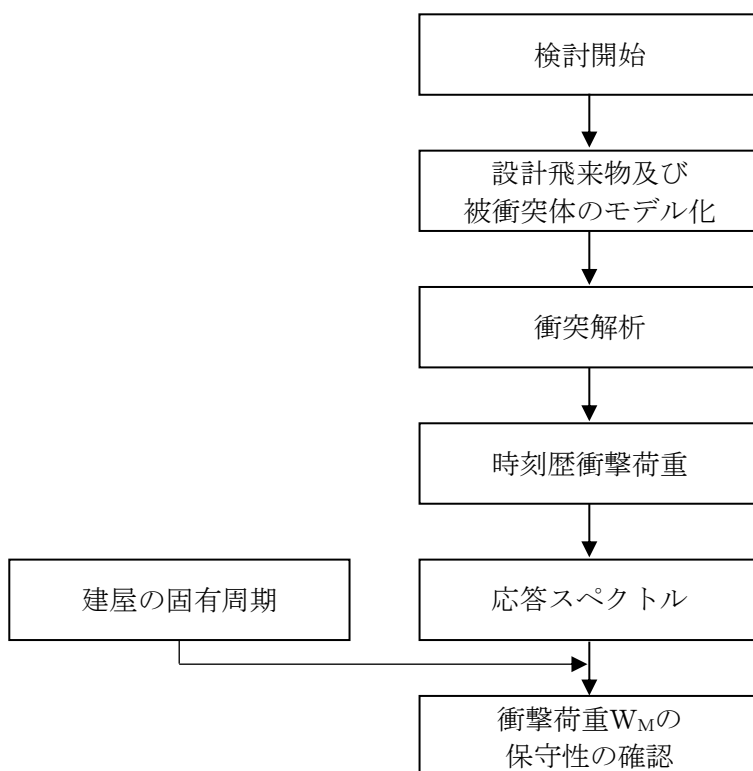 検討開始
設計飛来物及び
被衝突体のモデル化
衝突解析
時刻歴衝撃荷重
建屋の固有周期
応答スペクトル
衝撃荷重WMの
保守性の確認